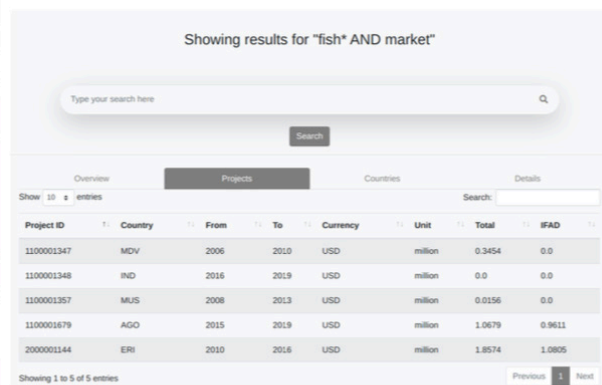 Showing results for "fish* AND market"
Type your search here
Search
Overview Projects Countries Details
Show 10 entries Search:
Project ID Country From To Currency Unit Total IFAD
1100001347 MDV 2006 2010 USD million 0.3454 0.0
1100001348 IND 2016 2019 USD million 0.0 0.0
1100001357 MUS 2008 2013 USD million 0.0156 0.0
1100001679 AGO 2015 2019 USD million 1.0679 0.9611
2000001144 ERI 2010 2016 USD million 1.8574 1.0805
Showing 1 to 5 of 5 entries Previous 1 Next